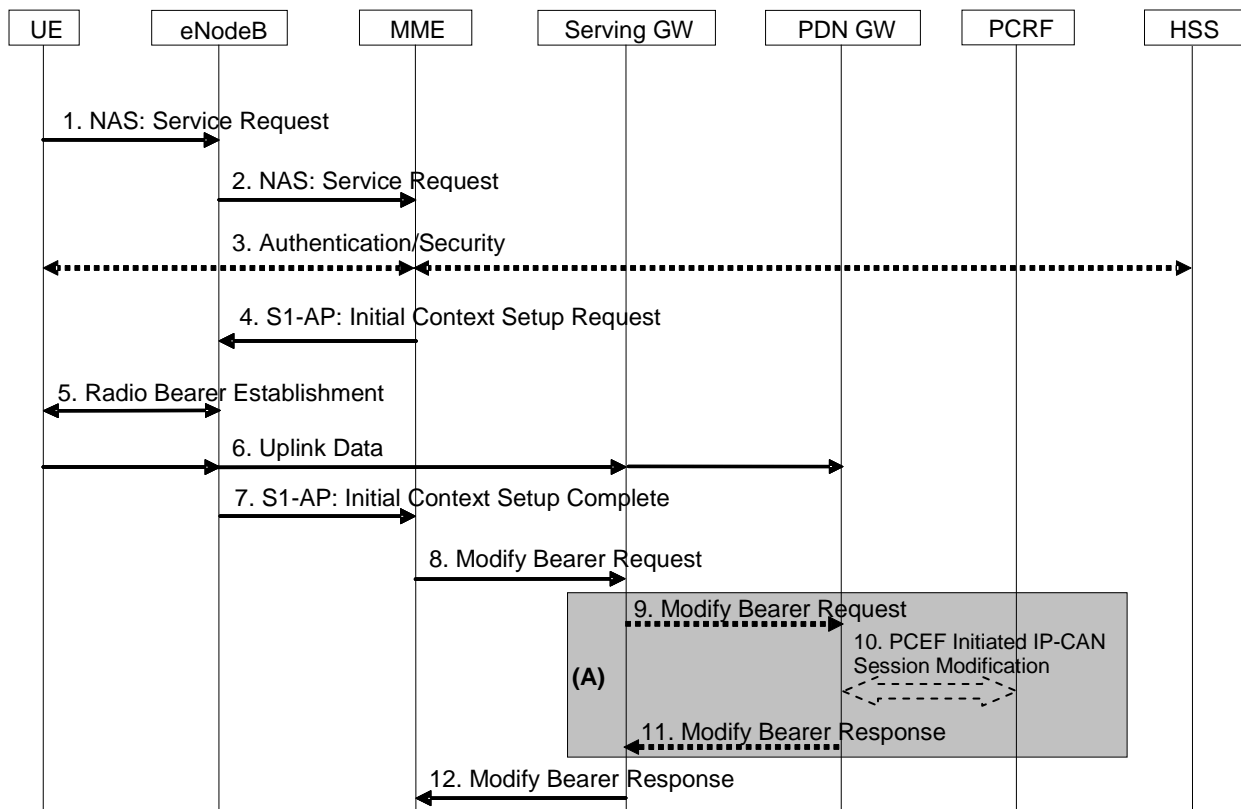 UE eNodeB MME Serving GW PDN GW PCRF HSS
1. NAS: Service Request
2. NAS: Service Request
3. Authentication/Security
4. S1-AP: Initial Context Setup Request
5. Radio Bearer Establishment
6. Uplink Data
7. S1-AP: Initial Context Setup Complete
8. Modify Bearer Request
9. Modify Bearer Request
10. PCEF Initiated IP-CAN
Session Modification
(A)
11. Modify Bearer Response
12. Modify Bearer Response